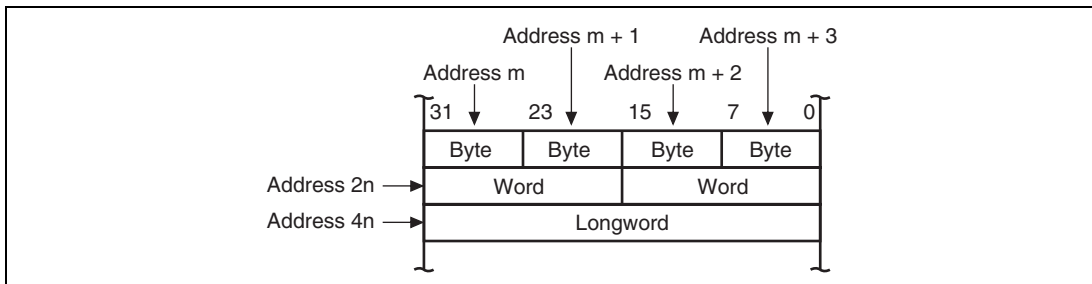 Address m + 1 Address m + 3
Address m Address m + 2
31 23 15 7 0
Byte Byte Byte Byte
Address 2n Word Word
Address 4n Longword